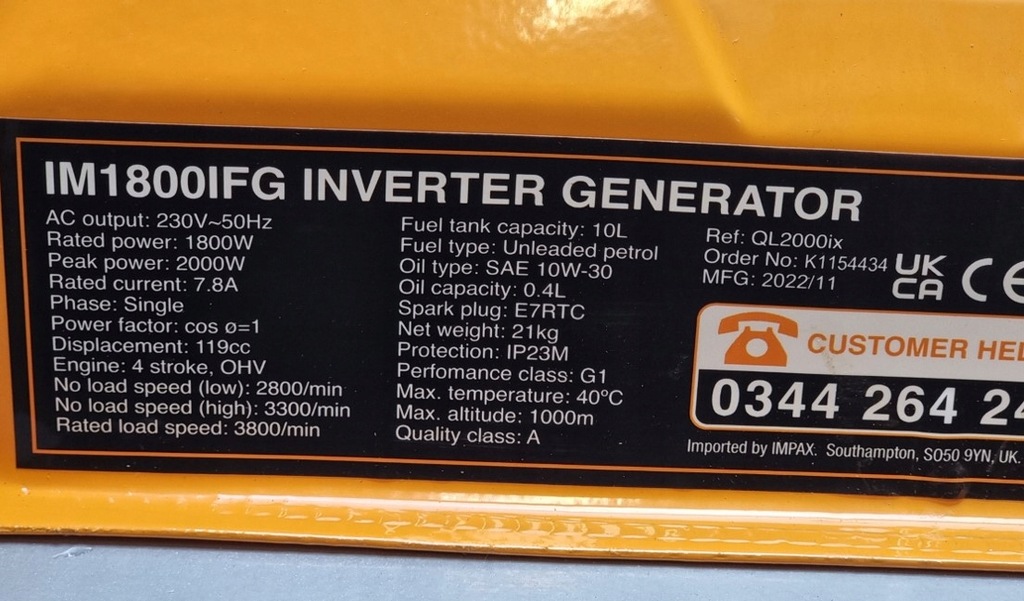 IM1800IFG INVERTER GENERATOR
AC output: 230V~50Hz
Rated power: 1800W
Peak power: 2000W
Rated current: 7.8A
Phase: Single
Power factor: cos ø=1
Displacement: 119cc
Engine: 4 stroke, OHV
No load speed (low): 2800/min
No load speed (high): 3300/min
Rated load speed: 3800/min
Fuel tank capacity: 10L
Fuel type: Unleaded petrol
Oil type: SAE 10W-30
Oil capacity: 0.4L
Spark plug: E7RTC
Net weight: 21kg
Protection: IP23M
Perfomance class: G1
Max. temperature: 40ºC
Max. altitude: 1000m
Quality class: A
Ref: QL2000ix
Order No: K1154434
MFG: 2022/11
UK
CA
CE
CUSTOMER
0344 264
Imported by IMPAX. Southampton, SO50 9YN, UK.